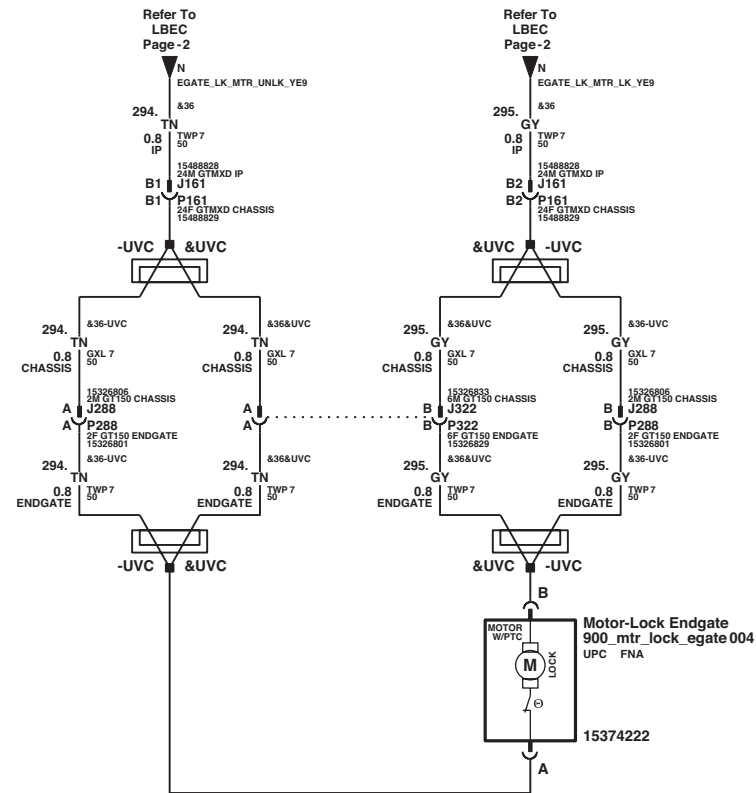 Refer To
LBEC
Page-2
N
EGATE_LK_MTR_UNLK_YE9
294.
&36
TN
0.8
TWP 7
IP
50
15488828
24M GTMXD IP
B1 J161
B1 P161
24F GTMXD CHASSIS
15488829
-UVC &UVC
294.
&36-UVC
TN
0.8
GXL 7
50
CHASSIS
15326806
2M GT150 CHASSIS
A J288
A P288
2F GT150 ENDGATE
15326801
294.
&36-UVC
TN
0.8
TWP 7
50
ENDGATE
294.
&36&UVC
TN
0.8
GXL 7
50
CHASSIS
A
A
294.
&36&UVC
TN
0.8
TWP 7
50
ENDGATE
-UVC &UVC
Refer To
LBEC
Page-2
N
EGATE_LK_MTR_LK_YE9
295.
&36
GY
0.8
TWP 7
IP
50
15488828
24M GTMXD IP
B2 J161
B2 P161
24F GTMXD CHASSIS
15488829
&UVC -UVC
295.
&36&UVC
GY
0.8
GXL 7
50
CHASSIS
15326833
6M GT150 CHASSIS
B J322
B P322
6F GT150 ENDGATE
15326829
295.
&36&UVC
GY
0.8
TWP 7
50
ENDGATE
295.
&36-UVC
GY
0.8
GXL 7
50
CHASSIS
15326806
2M GT150 CHASSIS
B J288
B P288
2F GT150 ENDGATE
15326801
295.
&36-UVC
GY
0.8
TWP 7
50
ENDGATE
&UVC -UVC
B
MOTOR
W/PTC
M
LOCK
Θ
Motor-Lock Endgate
900_mtr_lock_egate 004
UPC FNA
15374222
A